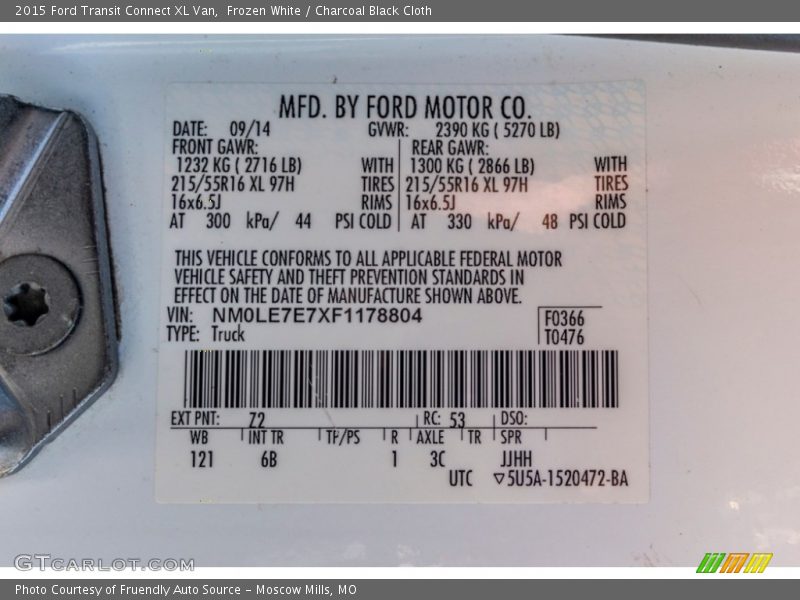 2015 Ford Transit Connect XL Van,  Frozen White / Charcoal Black Cloth
MFD. BY FORD MOTOR CO.
DATE: 09/14 GVWR: 2390 KG ( 5270 LB)
FRONT GAWR: REAR GAWR:
1232 KG ( 2716 LB) WITH 1300 KG ( 2866 LB) WITH
215/55R16 XL 97H TIRES 215/55R16 XL 97H TIRES
16x6.5J RIMS 16x6.5J RIMS
AT 300 kPa/ 44 PSI COLD AT 330 kPa/ 48 PSI COLD
THIS VEHICLE CONFORMS TO ALL APPLICABLE FEDERAL MOTOR
VEHICLE SAFETY AND THEFT PREVENTION STANDARDS IN
EFFECT ON THE DATE OF MANUFACTURE SHOWN ABOVE.
VIN: NM0LE7E7XF1178804 F0366
TYPE: Truck T0476
EXT PNT: Z2 RC: 53 DSO:
WB INT TR TP/PS R AXLE TR SPR
121 6B 1 3C JJHH
UTC ▽5U5A-1520472-BA
GTCARLOT.COM
Photo Courtesy of Fruendly Auto Source - Moscow Mills, MO